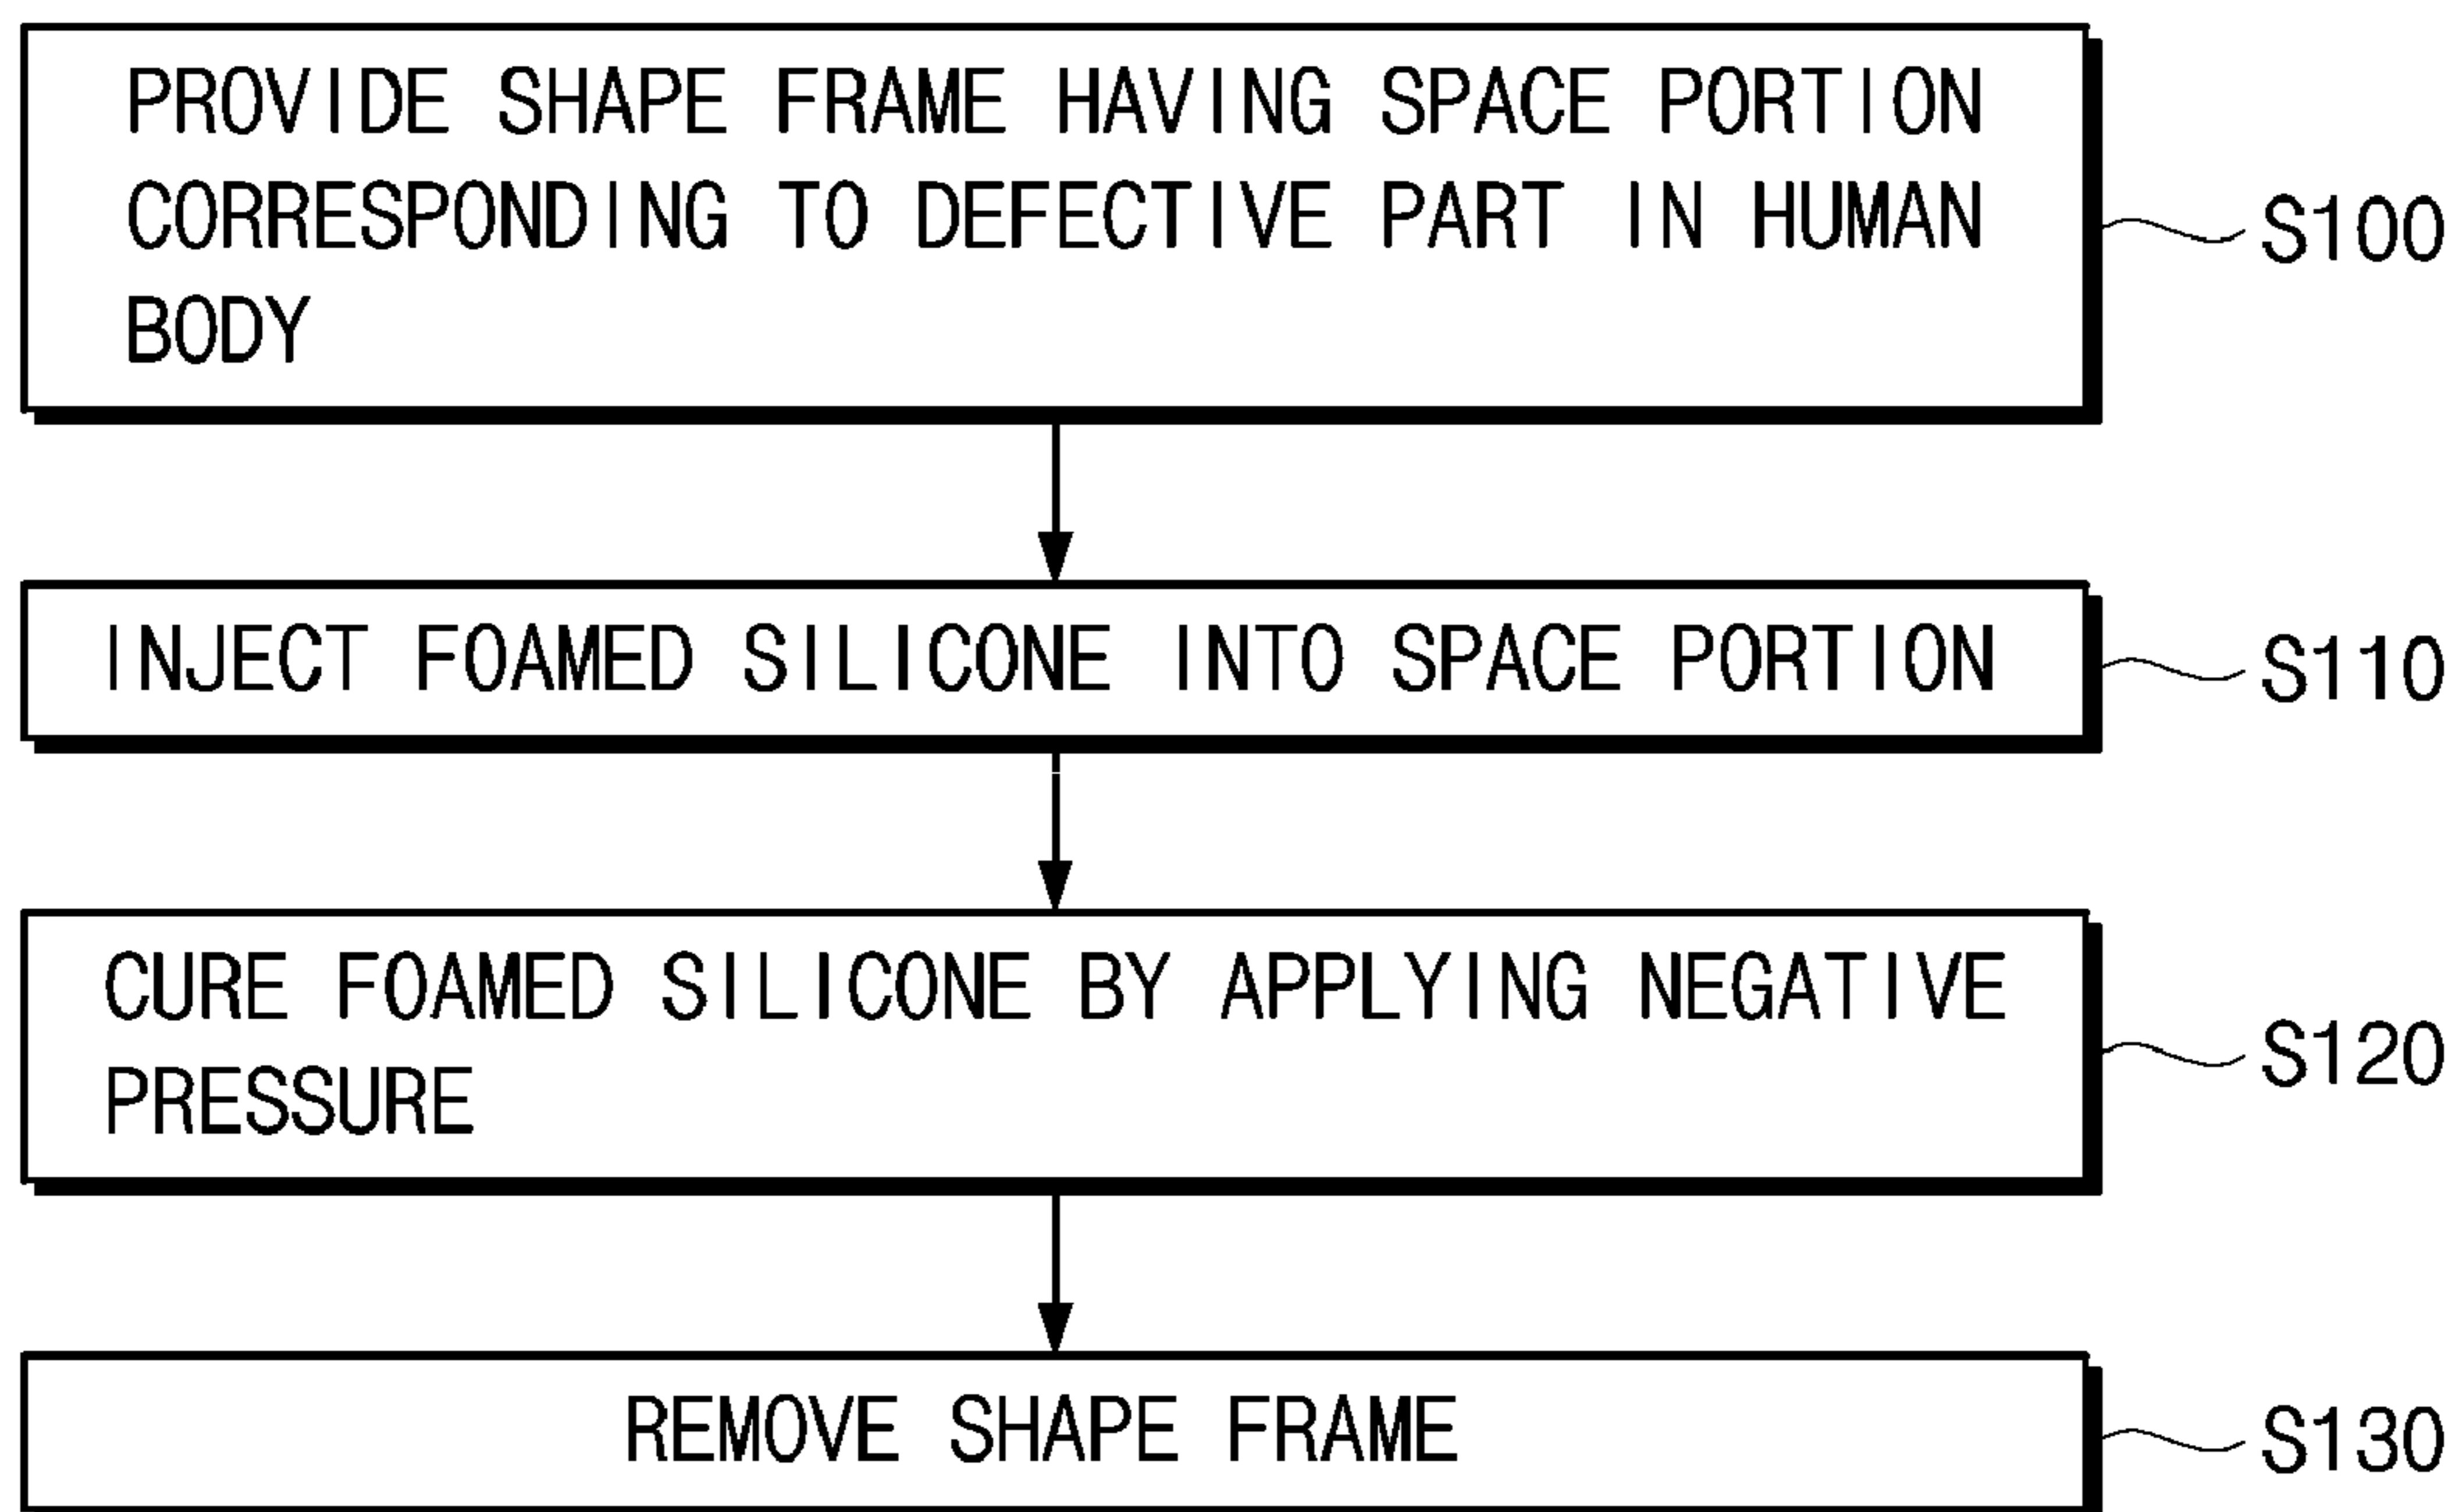 PROVIDE SHAPE FRAME HAVING SPACE PORTION
CORRESPONDING TO DEFECTIVE PART IN HUMAN
BODY
S100
INJECT FOAMED SILICONE INTO SPACE PORTION
S110
CURE FOAMED SILICONE BY APPLYING NEGATIVE
PRESSURE
S120
REMOVE SHAPE FRAME
S130